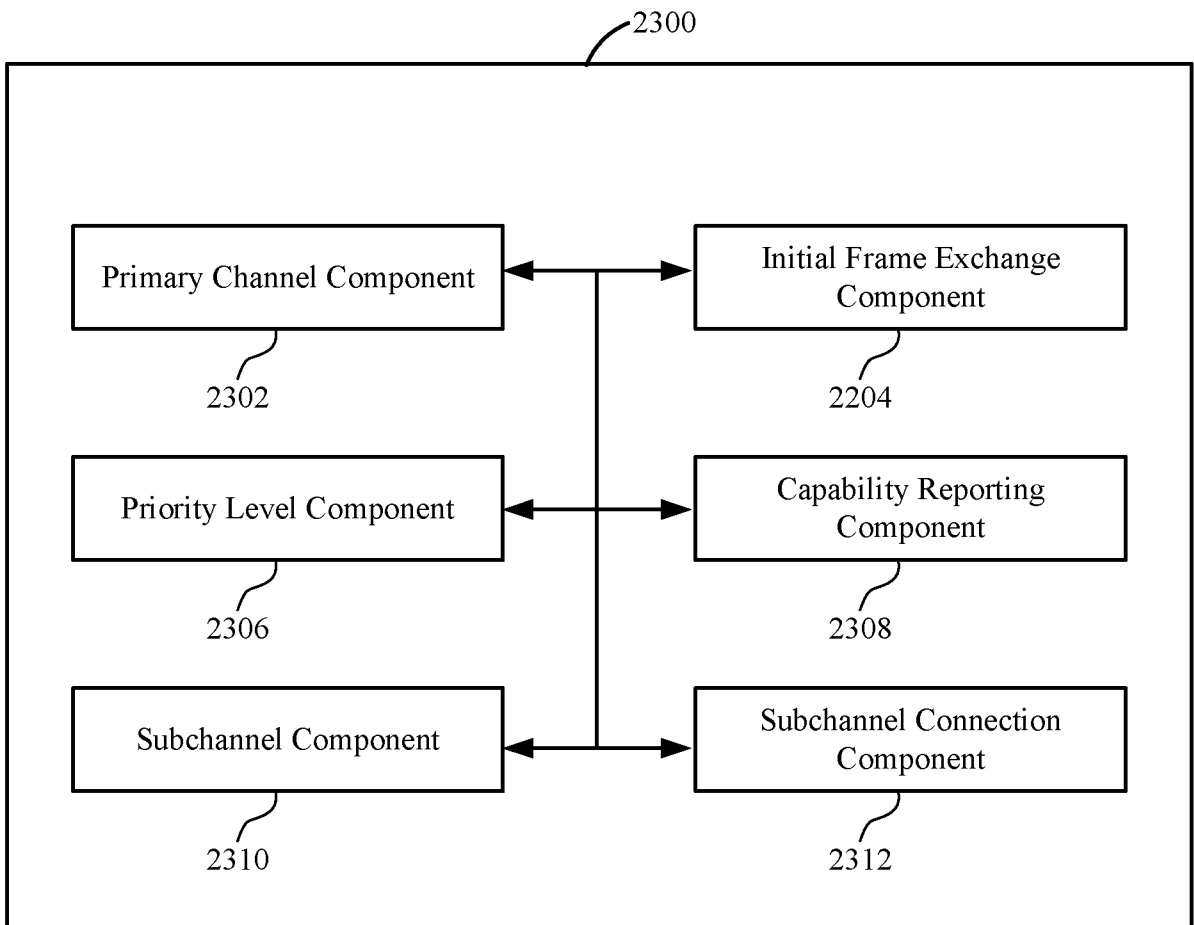 2300
Primary Channel Component
Initial Frame Exchange
Component
2302
2204
Priority Level Component
Capability Reporting
Component
2306
2308
Subchannel Component
Subchannel Connection
Component
2310
2312